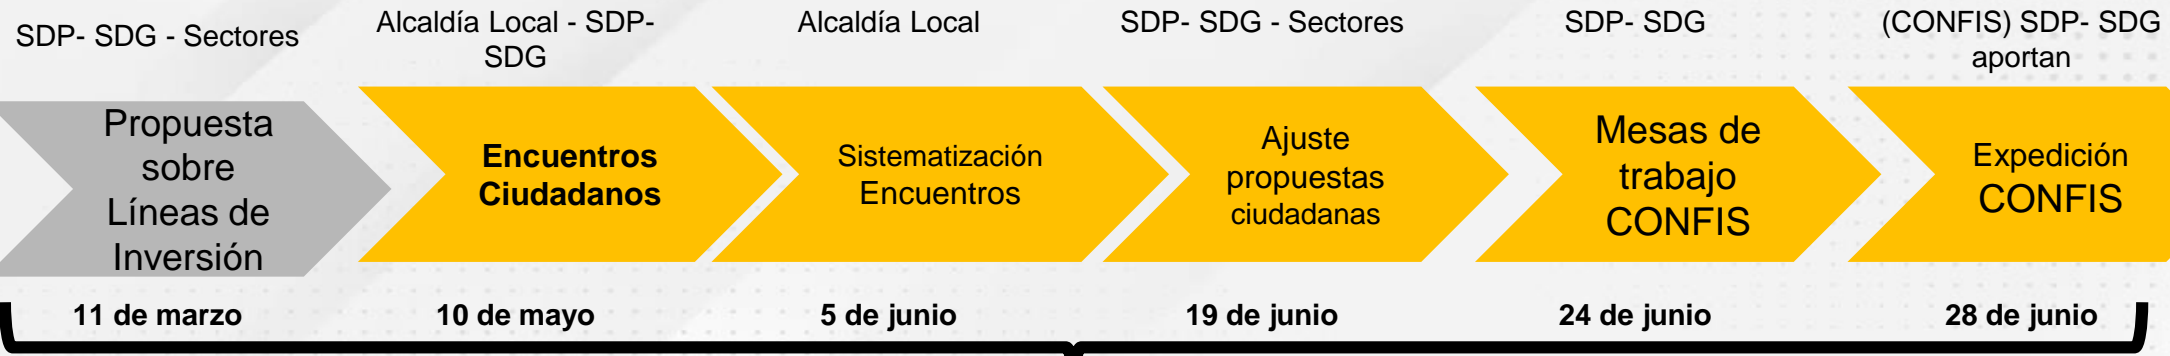 SDP- SDG - Sectores
Alcaldía Local - SDP-
SDG
Alcaldía Local
SDP- SDG - Sectores
SDP- SDG
(CONFIS) SDP- SDG
aportan
Propuesta
sobre
Líneas de
Inversión
Encuentros
Ciudadanos
Sistematización
Encuentros
Ajuste
propuestas
ciudadanas
Mesas de
trabajo
CONFIS
Expedición
CONFIS
11 de marzo
10 de mayo
5 de junio
19 de junio
24 de junio
28 de junio